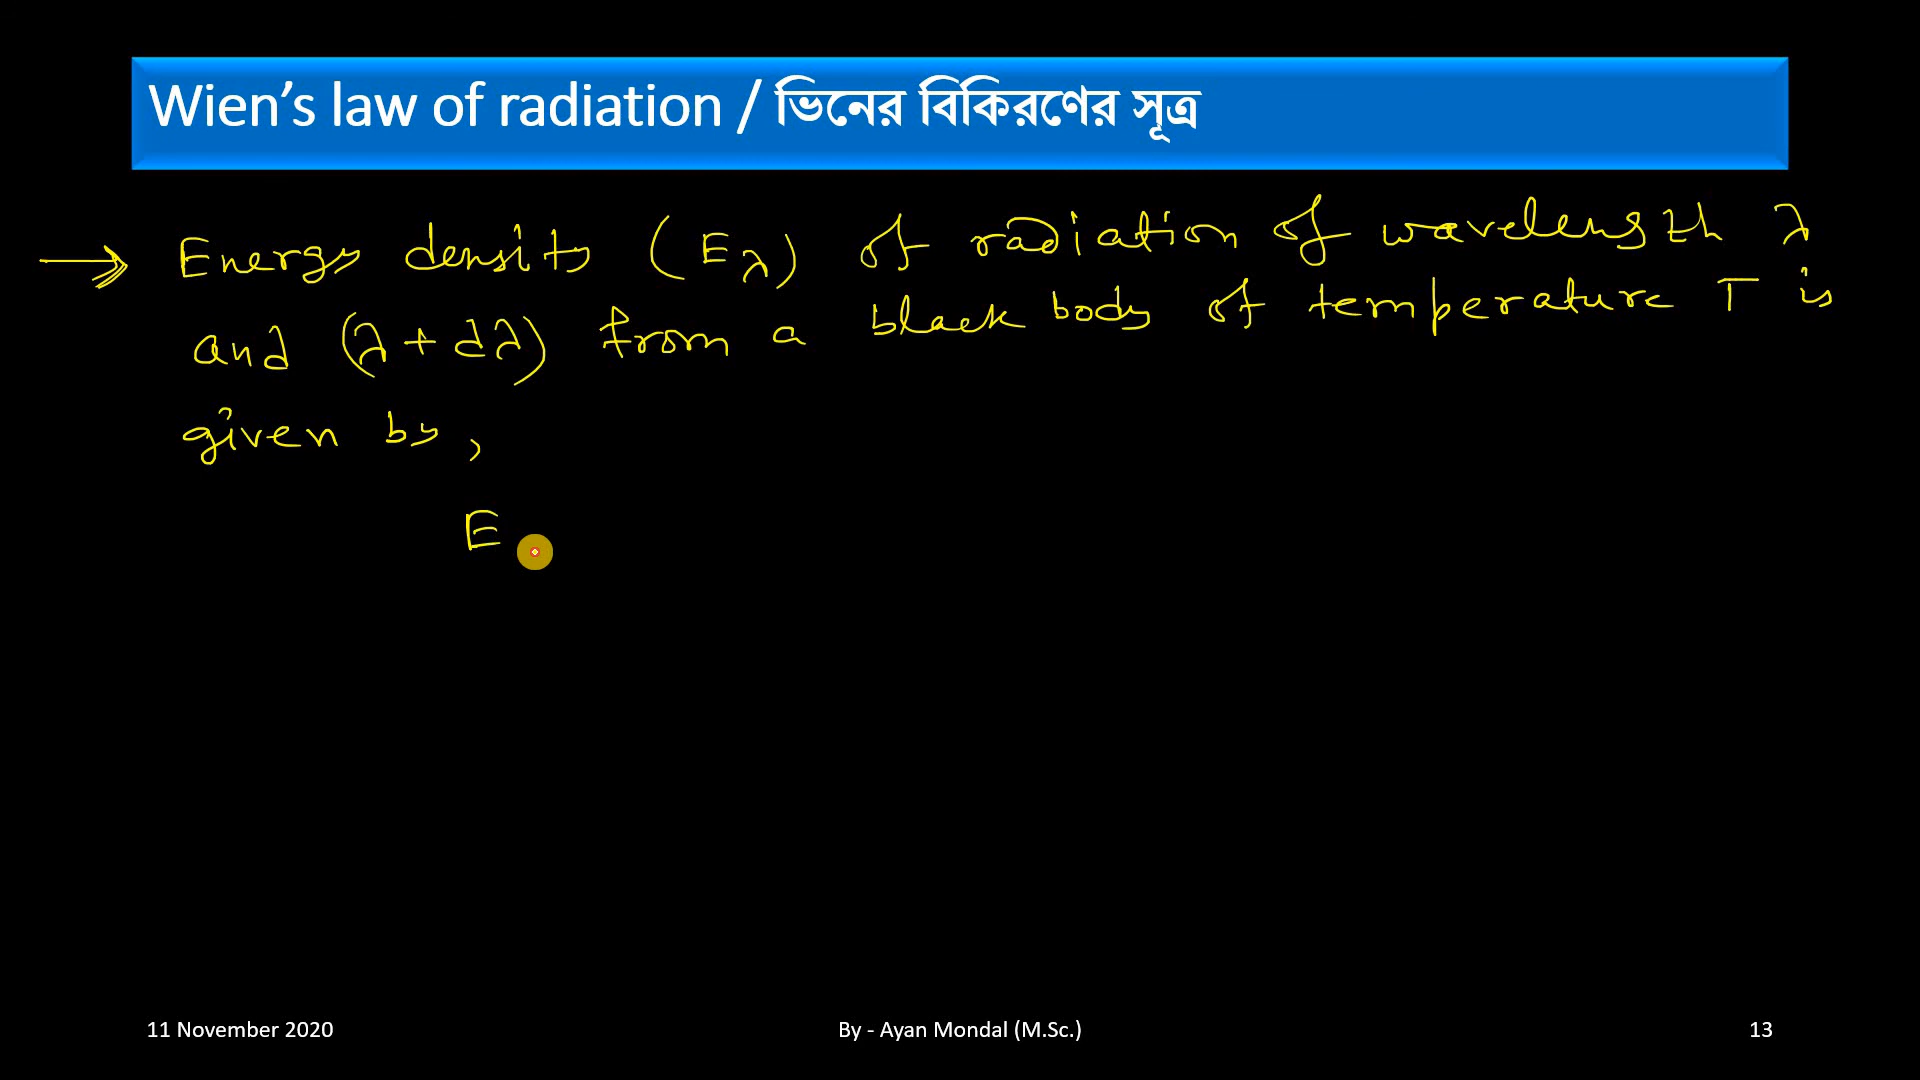 Wien's law of radiation / ভিনের বিকিরণের সূত্র
→ Energy density (Eλ) of radiation of wavelength λ
and (λ + dλ) from a black body of temperature T is
given by,
E
11 November 2020
By - Ayan Mondal (M.Sc.)
13